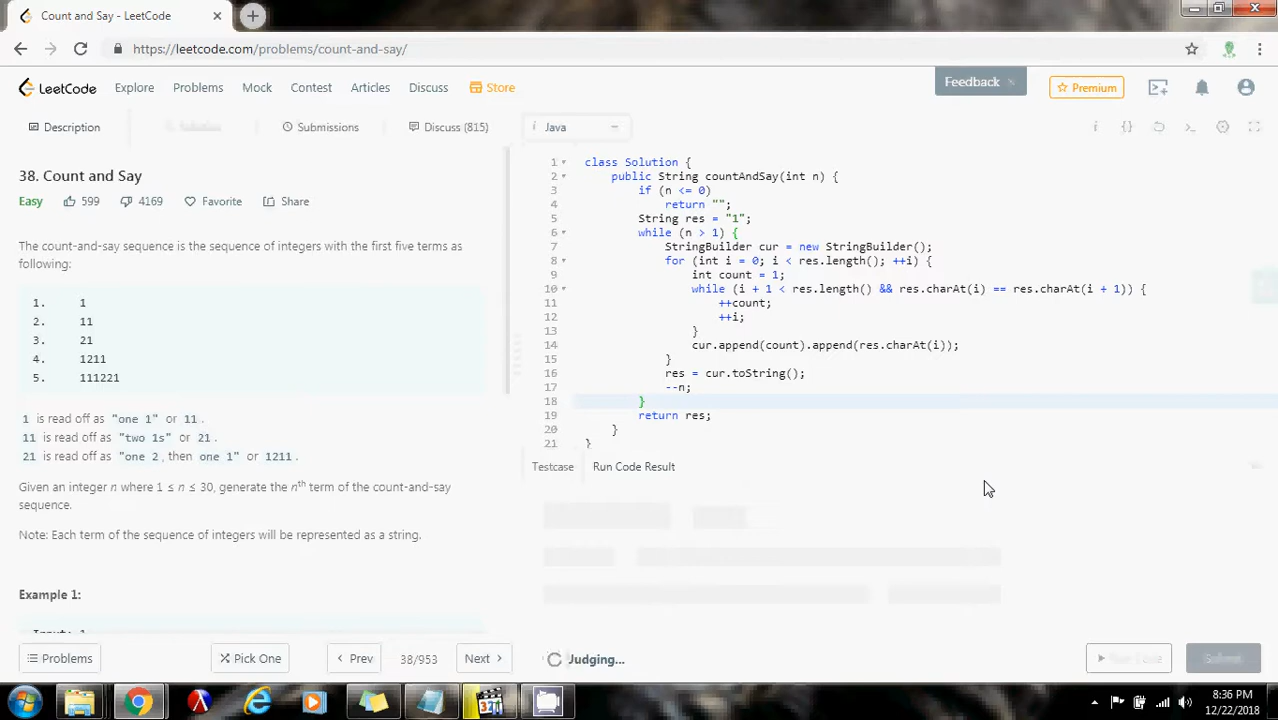 Count and Say - LeetCode
https://leetcode.com/problems/count-and-say/
LeetCode
Explore
Problems
Mock
Contest
Articles
Discuss
Store
Feedback
Premium
Description
Submissions
Discuss (815)
i Java
38. Count and Say
Easy
599
4169
Favorite
Share
The count-and-say sequence is the sequence of integers with the first five terms as
following:
1. 1
2. 11
3. 21
4. 1211
5. 111221
1 is read off as "one 1" or 11.
11 is read off as "two 1s" or 21.
21 is read off as "one 2, then one 1" or 1211.
Given an integer n where 1 ≤ n ≤ 30, generate the nth term of the count-and-say
sequence.
Note: Each term of the sequence of integers will be represented as a string.
Example 1:
Input: 1
1 class Solution {
2 public String countAndSay(int n) {
3 if (n <= 0)
4 return "";
5 String res = "1";
6 while (n > 1) {
7 StringBuilder cur = new StringBuilder();
8 for (int i = 0; i < res.length(); ++i) {
9 int count = 1;
10 while (i + 1 < res.length() && res.charAt(i) == res.charAt(i + 1)) {
11 ++count;
12 ++i;
13 }
14 cur.append(count).append(res.charAt(i));
15 }
16 res = cur.toString();
17 --n;
18 }
19 return res;
20 }
21 }
Testcase
Run Code Result
Problems
Pick One
Prev
38/953
Next
Judging...
Submit
8:36 PM
12/22/2018